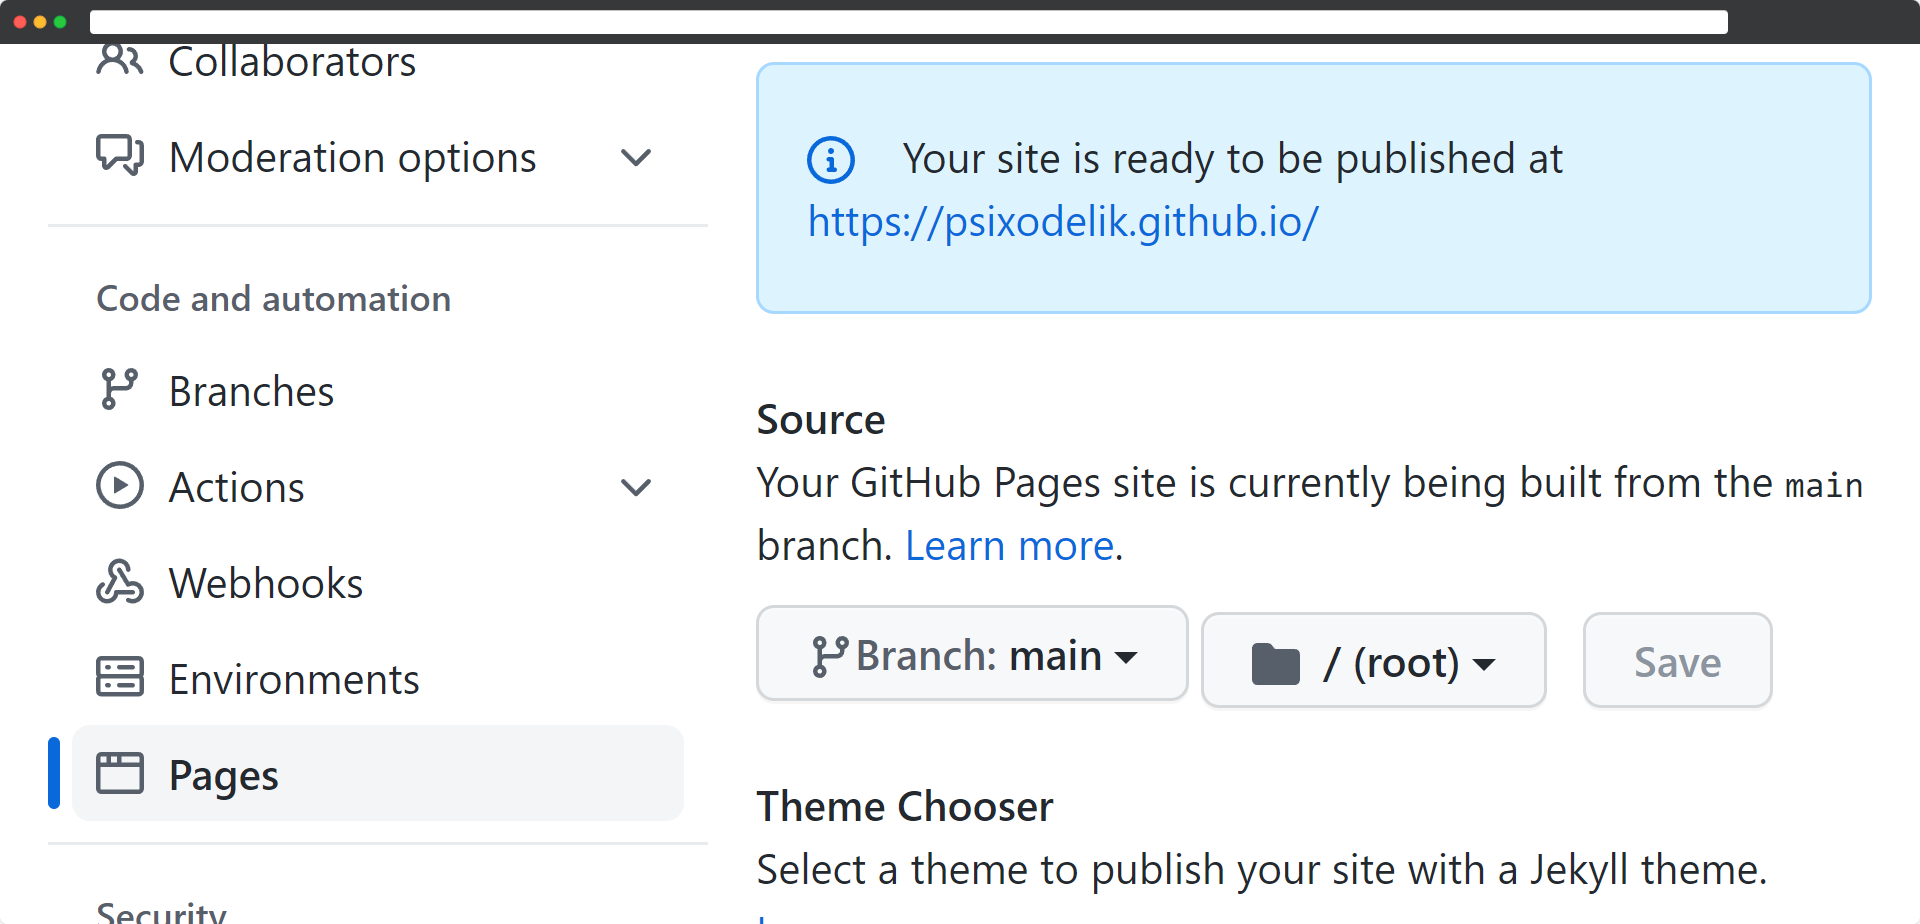 Collaborators
Moderation options
Code and automation
Branches
Actions
Webhooks
Environments
Pages
Security
Your site is ready to be published at
https://psixodelik.github.io/
Source
Your GitHub Pages site is currently being built from the main
branch. Learn more.
Branch: main
/ (root)
Save
Theme Chooser
Select a theme to publish your site with a Jekyll theme.